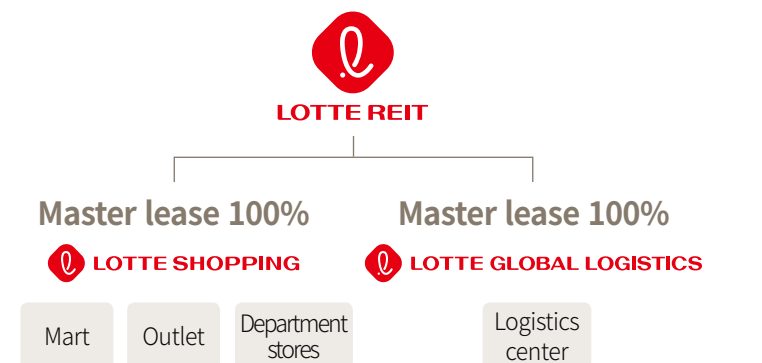 LOTTE REIT
Master lease 100%
LOTTE SHOPPING
Mart
Outlet
Department
stores
Master lease 100%
LOTTE GLOBAL LOGISTICS
Logistics
center